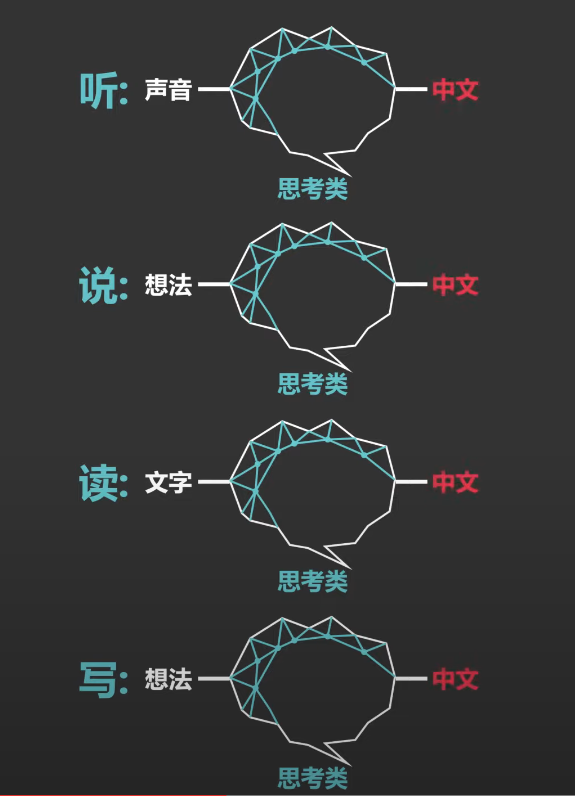 听: 声音 中文
思考类
说: 想法 中文
思考类
读: 文字 中文
思考类
写: 想法 中文
思考类